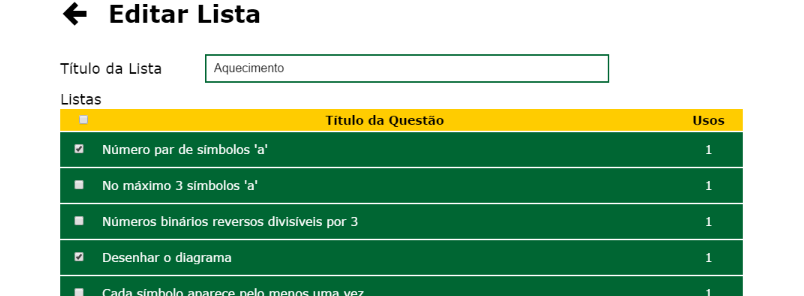 Editar Lista
Título da Lista Aquecimento
Listas
Título da Questão Usos
Número par de símbolos 'a' 1
No máximo 3 símbolos 'a' 1
Números binários reversos divisíveis por 3 1
Desenhar o diagrama 1
Cada símbolo aparece pelo menos uma vez 1